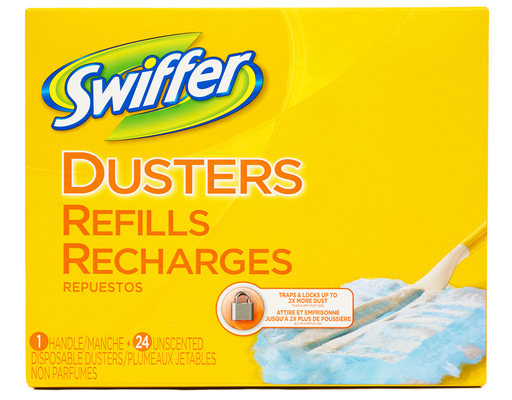 Swiffer
DUSTERS
REFILLS
RECHARGES
REPUESTOS
TRAPS & LOCKS UP TO
2X MORE DUST
ATTIRE ET EMPRISONNE
JUSQU'À 2X PLUS DE POUSSIÈRE
1 HANDLE/MANCHE • 24 UNSCENTED
DISPOSABLE DUSTERS/PLUMEAUX JETABLES
NON PARFUMES